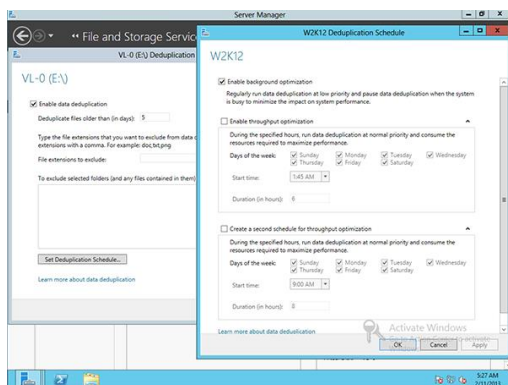 Server Manager
File and Storage Servic
VL-0 (E:\) Deduplication
VL-0 (E:\)
Enable data deduplication
Deduplicate files older than (in days): 5
Type the file extensions that you want to exclude from data
extensions with a comma. For example: doc,txt,png
File extensions to exclude:
To exclude selected folders (and any files contained in them)
Set Deduplication Schedule...
Learn more about data deduplication
W2K12 Deduplication Schedule
W2K12
Enable background optimization
Regularly run data deduplication at low priority and pause data deduplication when the system
is busy to minimize the impact on system performance.
Enable throughput optimization
During the specified hours, run data deduplication at normal priority and consume the
resources required to maximize performance.
Days of the week: Sunday Monday Tuesday Wednesday
Thursday Friday Saturday
Start time: 1:45 AM
Duration (in hours): 6
Create a second schedule for throughput optimization
During the specified hours, run data deduplication at normal priority and consume the
resources required to maximize performance.
Days of the week: Sunday Monday Tuesday Wednesday
Thursday Friday Saturday
Start time: 9:00 AM
Duration (in hours): 8
Learn more about data deduplication
Activate Windows
OK Cancel Apply
5:27 AM
2/11/2013